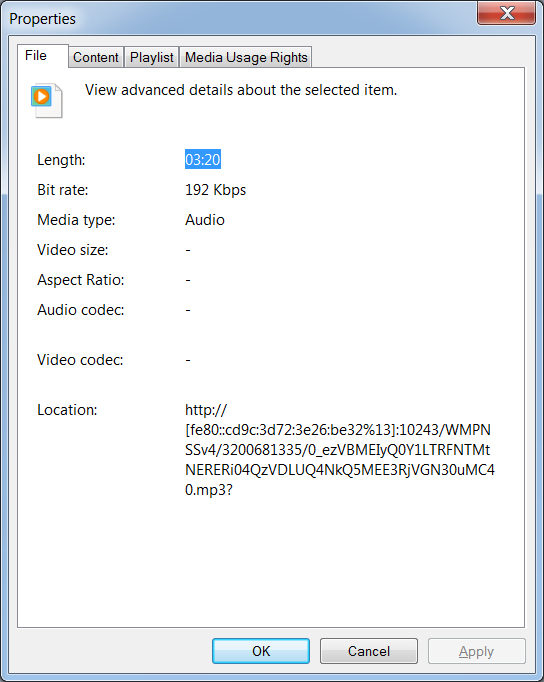 Properties
File Content Playlist Media Usage Rights
View advanced details about the selected item.
Length: 03:20
Bit rate: 192 Kbps
Media type: Audio
Video size: -
Aspect Ratio: -
Audio codec: -
Video codec: -
Location: http://
[fe80::cd9c:3d72:3e26:be32%13]:10243/WMPN
SSv4/3200681335/0_ezVBMEIyQ0Y1LTRFNTMt
NERERi04QzVDLUQ4NkQ5MEE3RjVGN30uMC4
0.mp3?
OK Cancel Apply